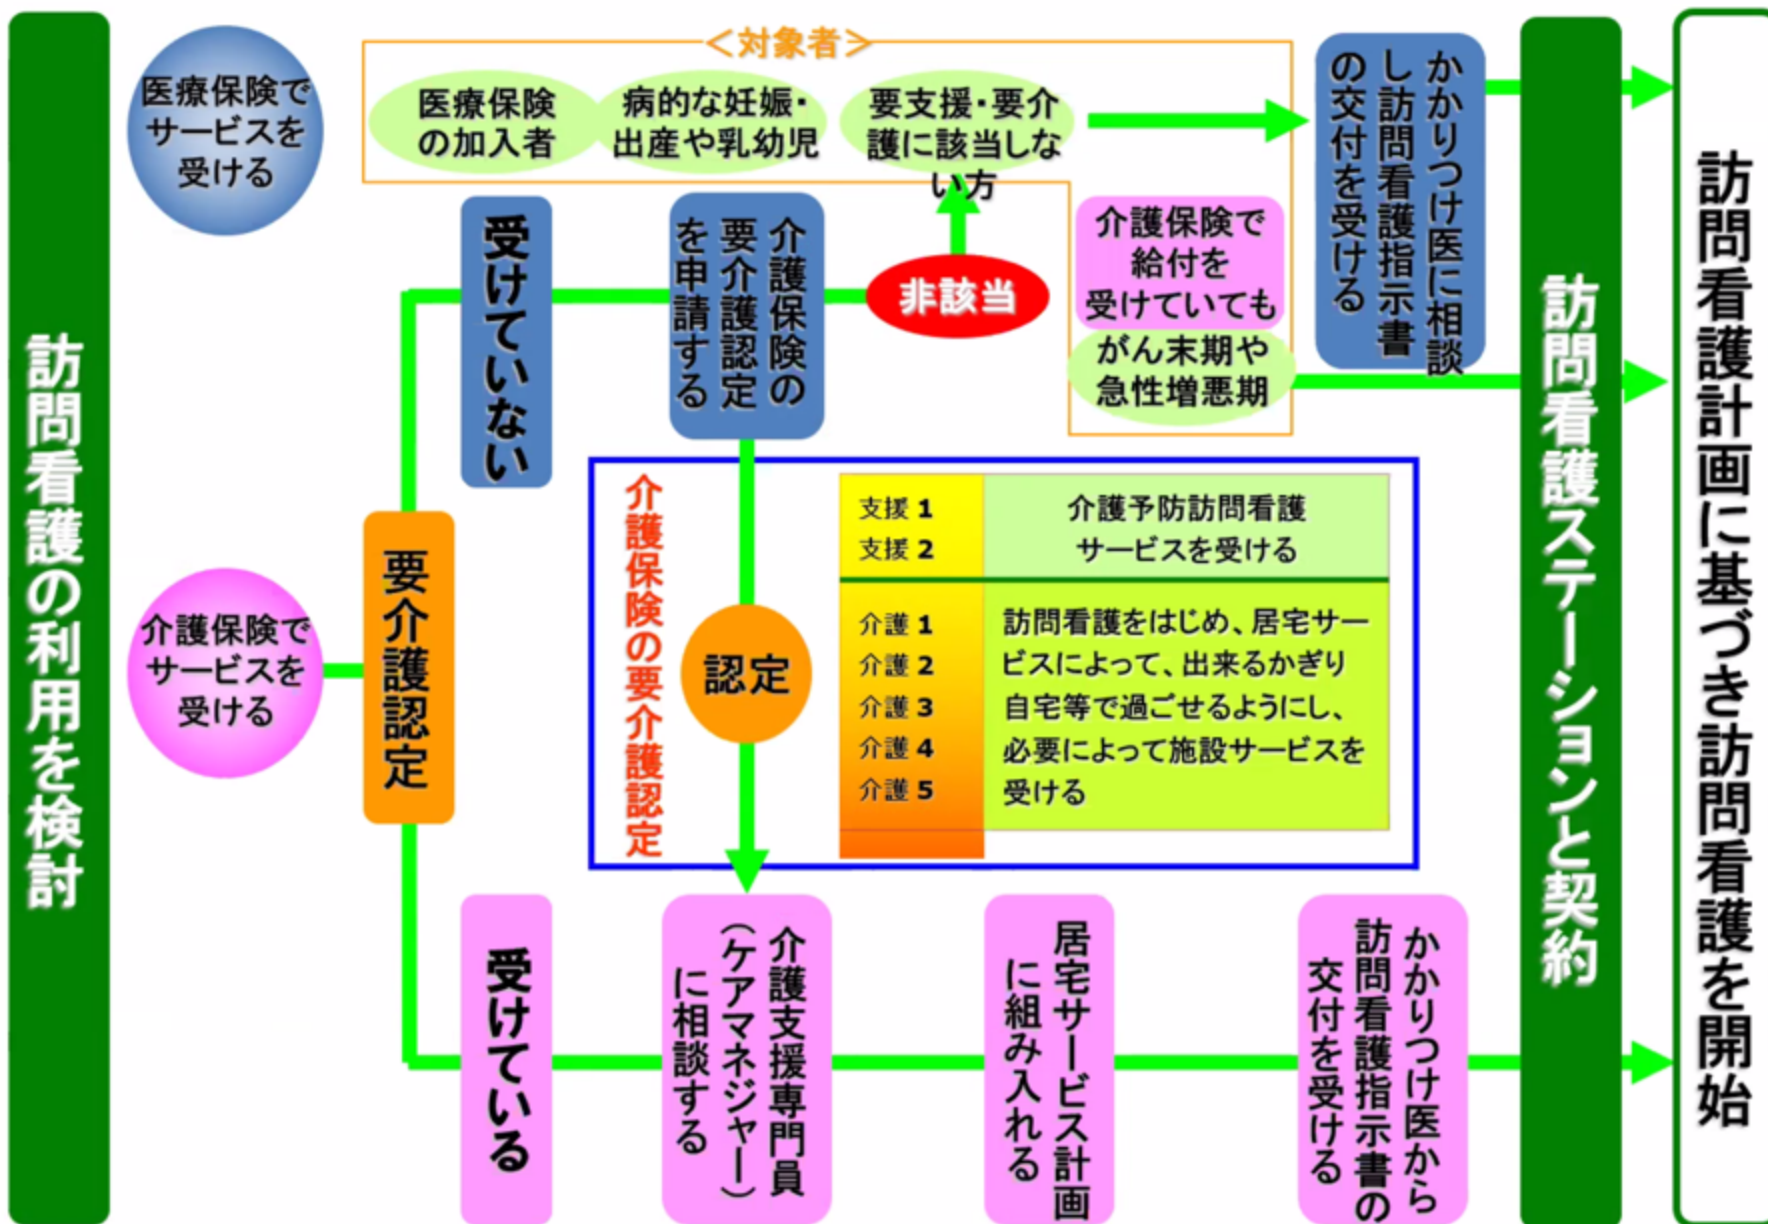 訪問看護の利用を検討
医療保険で
サービスを
受ける
介護保険で
サービスを
受ける
要介護認定
＜対象者＞
医療保険
の加入者
病的な妊娠・
出産や乳幼児
要支援・要介
護に該当しな
い方
受けていない
介護保険の
要介護認定
を申請する
非該当
介護保険で
給付を
受けていても
がん末期や
急性増悪期
かかりつけ医に相談
し訪問看護指示書
の交付を受ける
介護保険の要介護認定
認定
支援 1
支援 2
介護予防訪問看護
サービスを受ける
介護 1
介護 2
介護 3
介護 4
介護 5
訪問看護をはじめ、居宅サー
ビスによって、出来るかぎり
自宅等で過ごせるようにし、
必要によって施設サービスを
受ける
受けている
介護支援専門員
（ケアマネジャー）
に相談する
居宅サービス計画
に組み入れる
かかりつけ医から
訪問看護指示書の
交付を受ける
訪問看護ステーションと契約
訪問看護計画に基づき訪問看護を開始